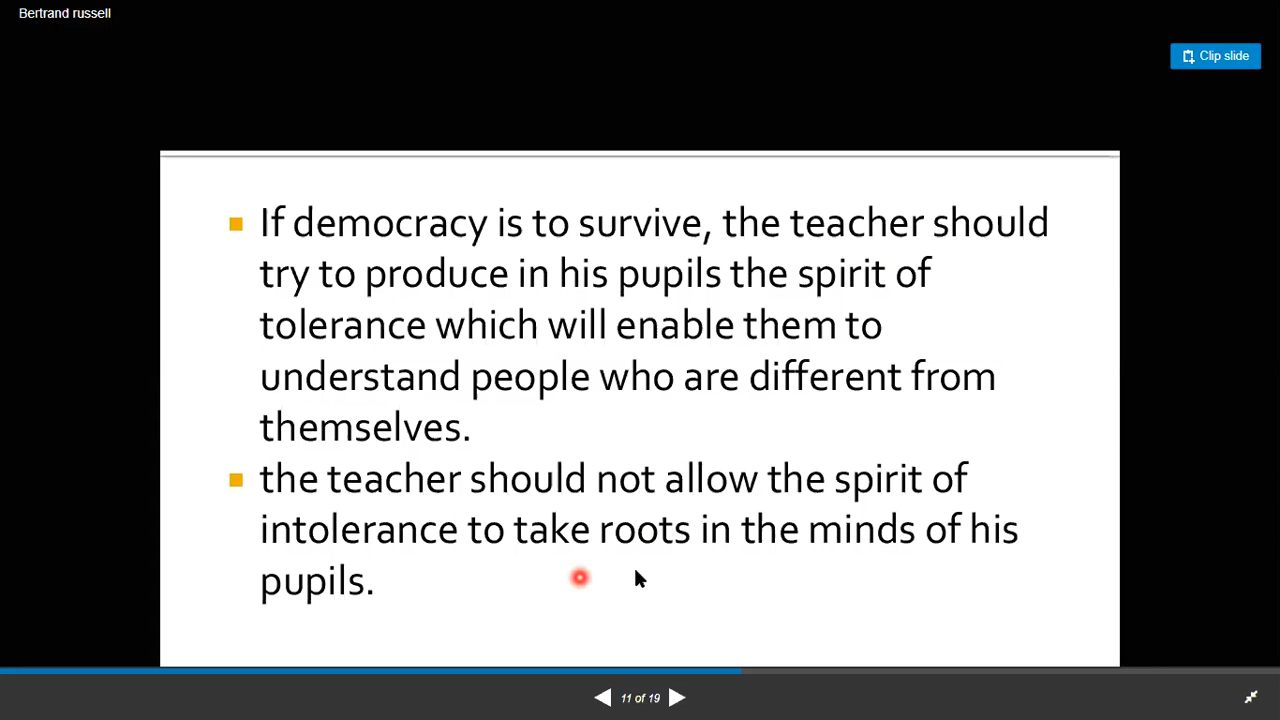 Bertrand russell
Clip slide
If democracy is to survive, the teacher should
try to produce in his pupils the spirit of
tolerance which will enable them to
understand people who are different from
themselves.
the teacher should not allow the spirit of
intolerance to take roots in the minds of his
pupils.
11 of 19